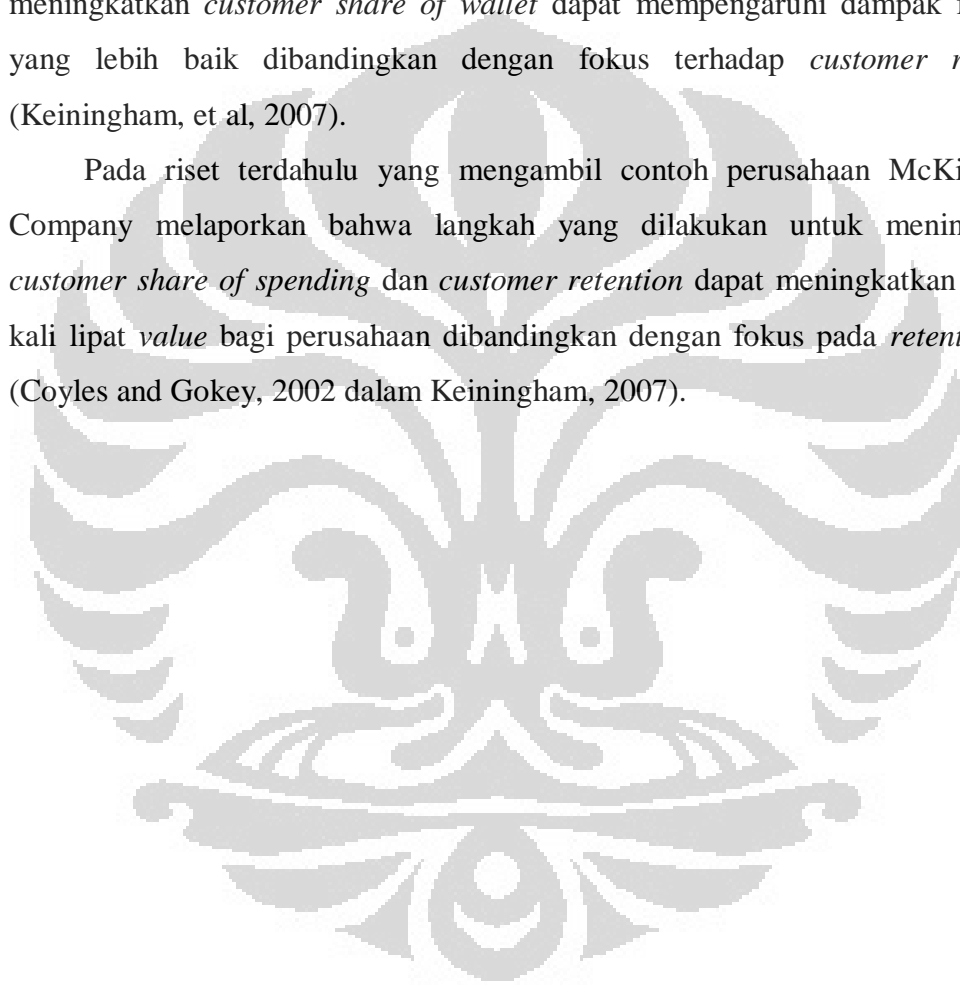 meningkatkan customer share of wallet dapat mempengaruhi dampak
yang lebih baik dibandingkan dengan fokus terhadap customer
(Keiningham, et al, 2007).
Pada riset terdahulu yang mengambil contoh perusahaan McKi
Company melaporkan bahwa langkah yang dilakukan untuk menin
customer share of spending dan customer retention dapat meningkatkan
kali lipat value bagi perusahaan dibandingkan dengan fokus pada reten
(Coyles and Gokey, 2002 dalam Keiningham, 2007).